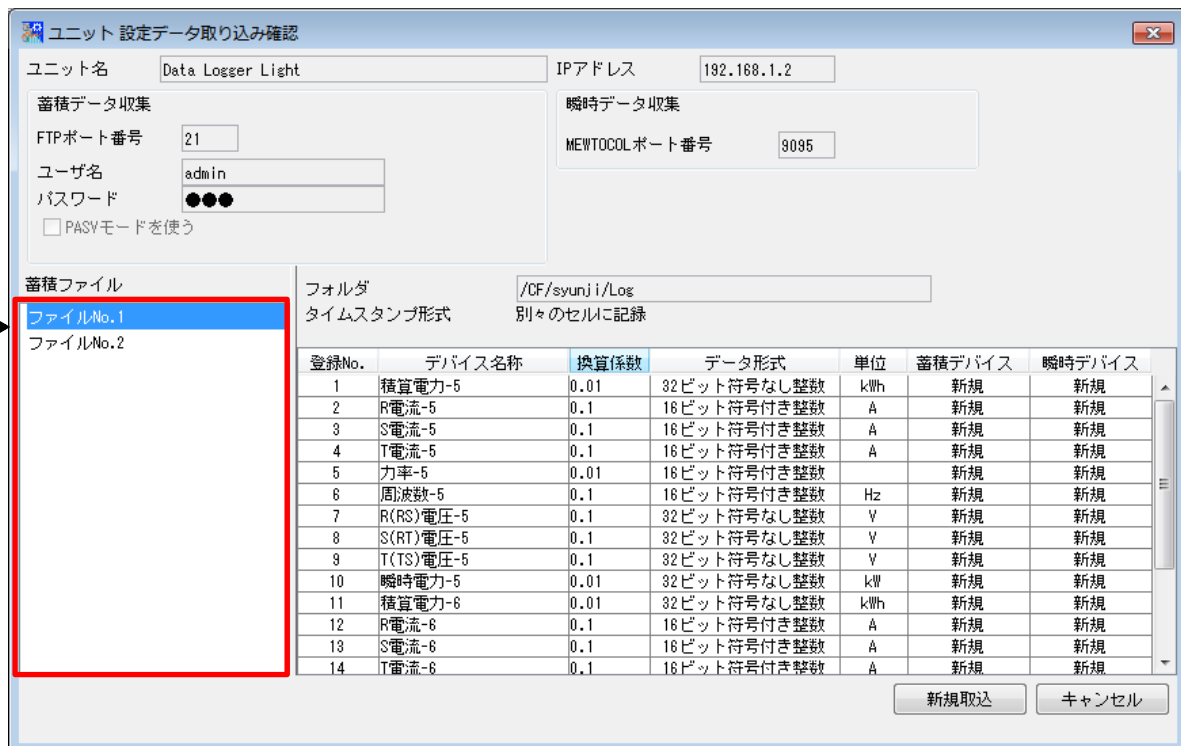 ユニット 設定データ取り込み確認
ユニット名 Data Logger Light IPアドレス 192.168.1.2
蓄積データ収集 瞬時データ収集
FTPポート番号 21 MEWTOCOLポート番号 9095
ユーザ名 admin
パスワード ●●●
PASVモードを使う
蓄積ファイル
ファイルNo.1
ファイルNo.2
フォルダ /CF/syunji/Log
タイムスタンプ形式 別々のセルに記録
登録No. デバイス名称 換算係数 データ形式 単位 蓄積デバイス 瞬時デバイス
1 積算電力-5 0.01 32ビット符号なし整数 kWh 新規 新規
2 R電流-5 0.1 16ビット符号付き整数 A 新規 新規
3 S電流-5 0.1 16ビット符号付き整数 A 新規 新規
4 T電流-5 0.1 16ビット符号付き整数 A 新規 新規
5 力率-5 0.01 16ビット符号付き整数 新規 新規
6 周波数-5 0.1 16ビット符号付き整数 Hz 新規 新規
7 R(RS)電圧-5 0.1 32ビット符号なし整数 V 新規 新規
8 S(RT)電圧-5 0.1 32ビット符号なし整数 V 新規 新規
9 T(TS)電圧-5 0.1 32ビット符号なし整数 V 新規 新規
10 瞬時電力-5 0.01 32ビット符号なし整数 kW 新規 新規
11 積算電力-6 0.01 32ビット符号なし整数 kWh 新規 新規
12 R電流-6 0.1 16ビット符号付き整数 A 新規 新規
13 S電流-6 0.1 16ビット符号付き整数 A 新規 新規
14 T電流-6 0.1 16ビット符号付き整数 A 新規 新規
新規取込 キャンセル